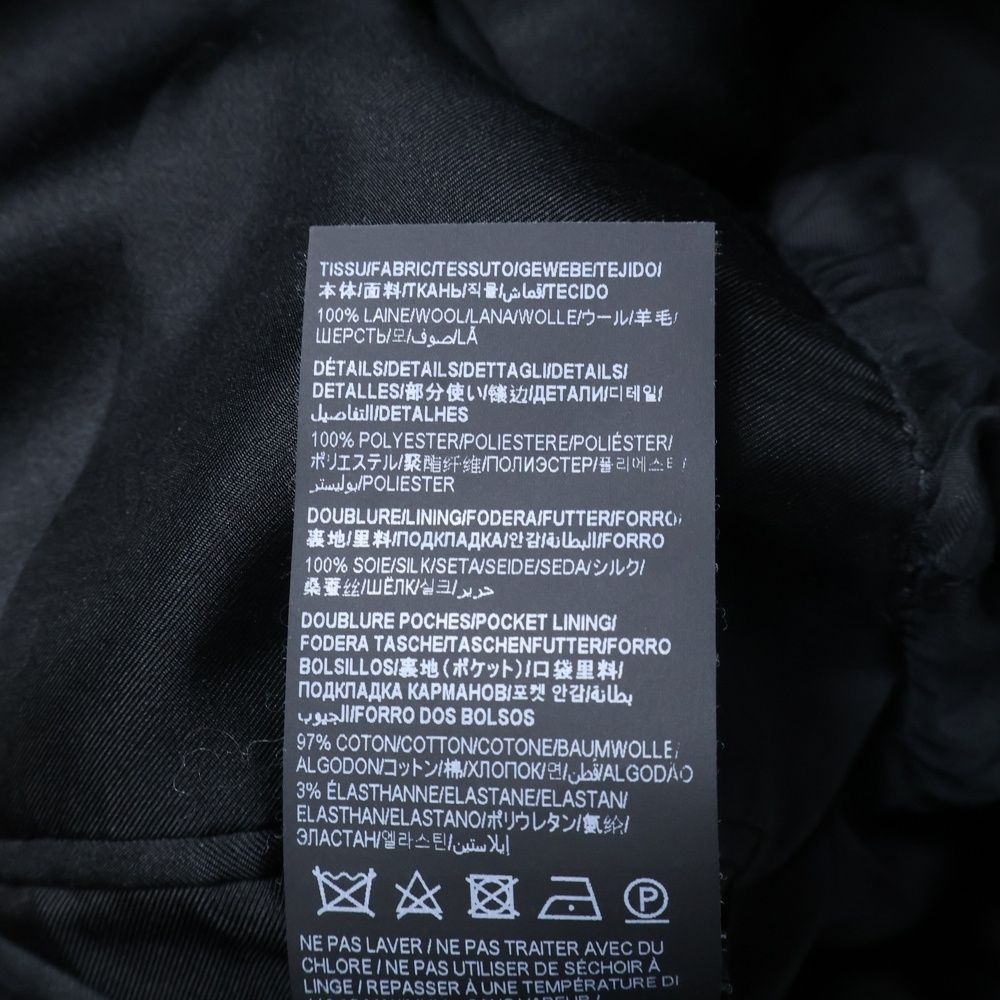 TISSU/FABRIC/TESSUTO/GEWEBE/TEJIDO/
本体/面料/ТКАНЬ/직물/قماش/TECIDO
100% LAINE/WOOL/LANA/WOLLE/ウール/羊毛/
ШЕРСТЬ/모/صوف/LÃ
DÉTAILS/DETAILS/DETTAGLI/DETAILS/
DETALLES/部分使い/镶边/ДЕТАЛИ/디테일/
التفاصيل/DETALHES
100% POLYESTER/POLIESTERE/POLIÉSTER/
ポリエステル/聚酯纤维/ПОЛИЭСТЕР/폴리에스터/
بوليستر/POLIESTER
DOUBLURE/LINING/FODERA/FUTTER/FORRO/
裏地/里料/ПОДКЛАДКА/안감/البطانة/FORRO
100% SOIE/SILK/SETA/SEIDE/SEDA/シルク/
桑蚕丝/ШЁЛК/실크/حرير
DOUBLURE POCHES/POCKET LINING/
FODERA TASCHE/TASCHENFUTTER/FORRO
BOLSILLOS/裏地(ポケット)/口袋里料/
ПОДКЛАДКА КАРМАНОВ/포켓 안감/بطانة
الجيوب/FORRO DOS BOLSOS
97% COTON/COTTON/COTONE/BAUMWOLLE/
ALGODON/コットン/棉/ХЛОПОК/면/قطن/ALGODÃO
3% ÉLASTHANNE/ELASTANE/ELASTAN/
ELASTHAN/ELASTANO/ポリウレタン/氨纶/
ЭЛАСТАН/엘라스틴/إيلاستين
P
NE PAS LAVER / NE PAS TRAITER AVEC DU
CHLORE / NE PAS UTILISER DE SÉCHOIR À
LINGE / REPASSER À UNE TEMPÉRATURE DE